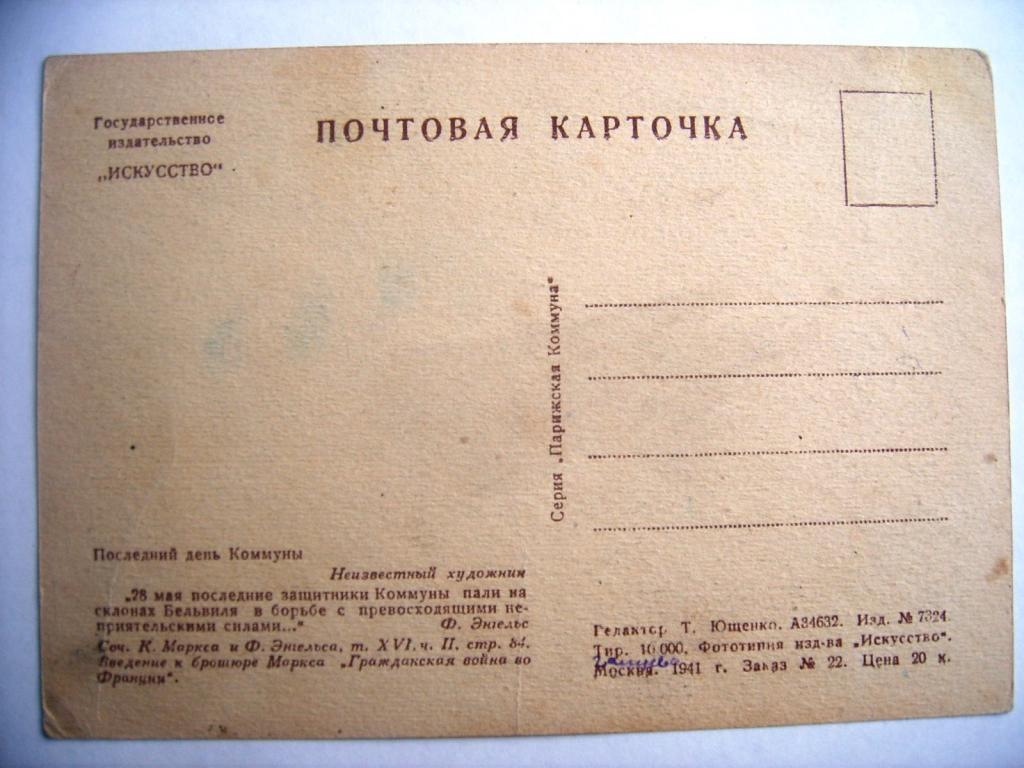 Государственное
издательство
„ИСКУССТВО“
ПОЧТОВАЯ КАРТОЧКА
Серия „Парижская Коммуна“
Последний день Коммуны
Неизвестный художник
„28 мая последние защитники Коммуны пали на
склонах Бельвиля в борьбе с превосходящими не-
приятельскими силами...“ Ф. Энгельс
Соч. К. Маркса и Ф. Энгельса, т. XVI, ч. II, стр. 84.
Введение к брошюре Маркса „Гражданская война во
Франции“.
Редактор Т. Ющенко. А34632. Изд. № 7324.
Тир. 10 000. Фототипия изд-ва „Искусство“.
Москва. 1941 г. Заказ № 22. Цена 20 к.